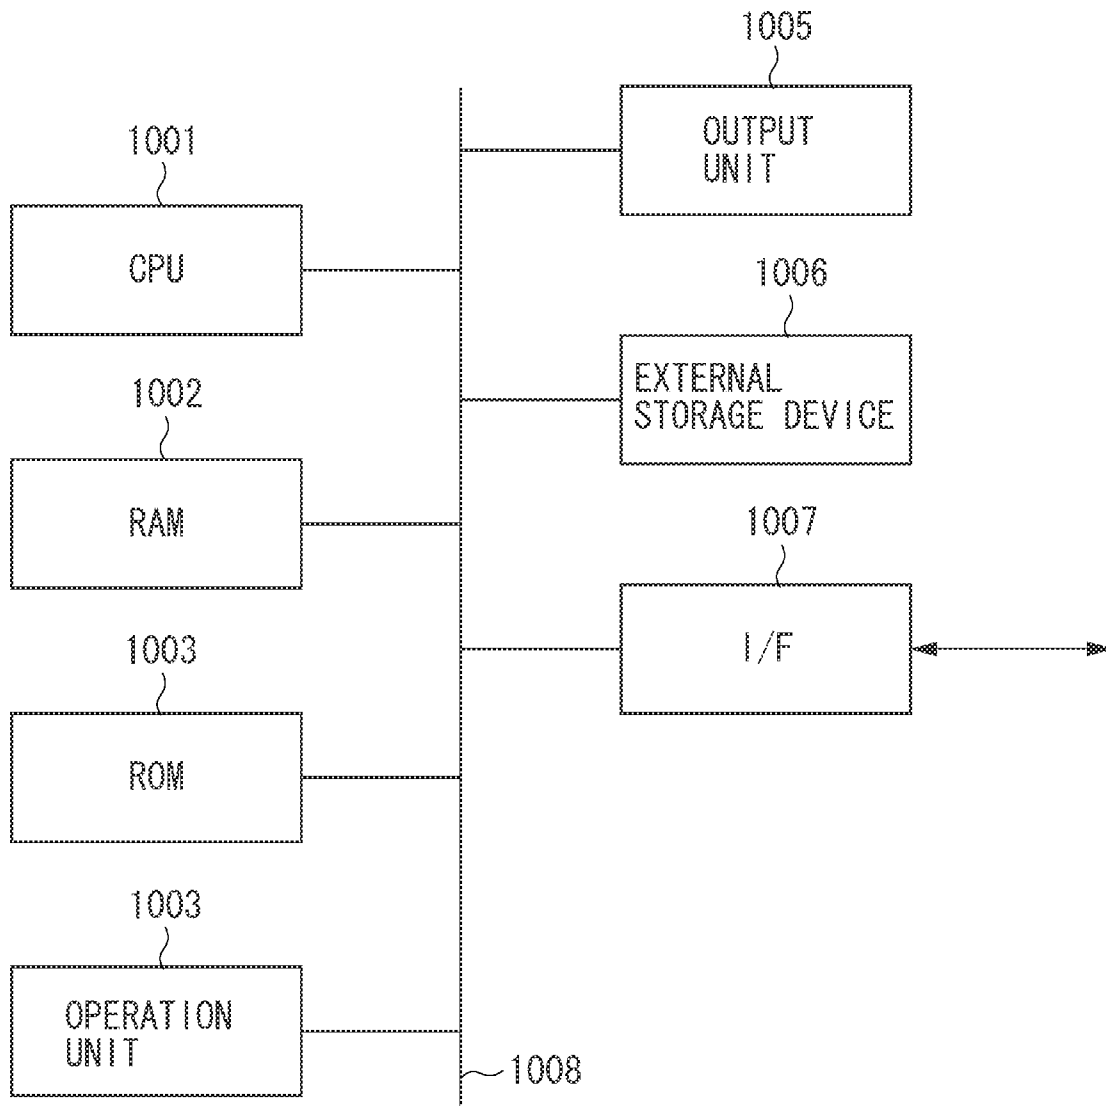 1001
CPU
1002
RAM
1003
ROM
1003
OPERATION
UNIT
1005
OUTPUT
UNIT
1006
EXTERNAL
STORAGE DEVICE
1007
I/F
1008